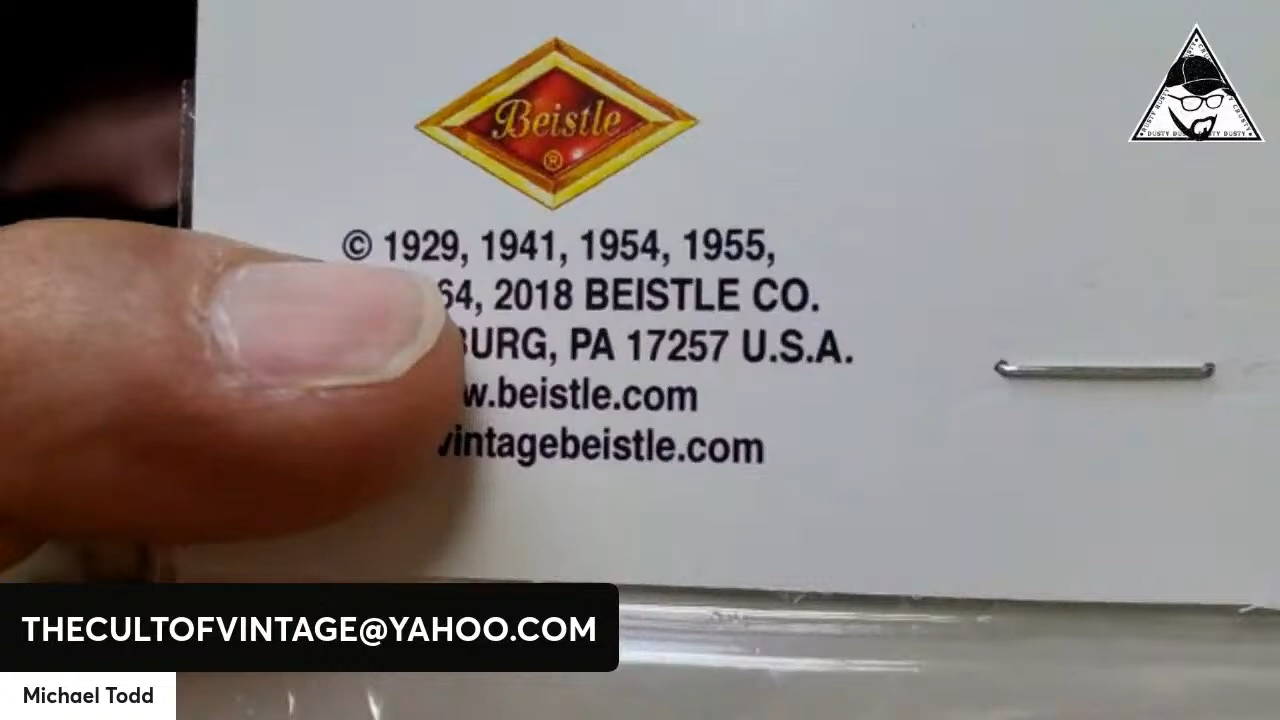 Beistle
®
© 1929, 1941, 1954, 1955,
64, 2018 BEISTLE CO.
BURG, PA 17257 U.S.A.
w.beistle.com
vintagebeistle.com
THECULTOFVINTAGE@YAHOO.COM
Michael Todd